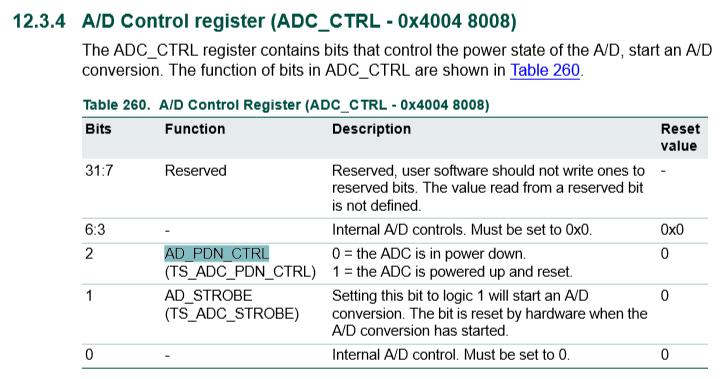 12.3.4 A/D Control register (ADC_CTRL - 0x4004 8008)
The ADC_CTRL register contains bits that control the power state of the A/D, start an A/D
conversion. The function of bits in ADC_CTRL are shown in Table 260.
Table 260. A/D Control Register (ADC_CTRL - 0x4004 8008)
Bits Function Description Reset
value
31:7 Reserved Reserved, user software should not write ones to -
reserved bits. The value read from a reserved bit
is not defined.
6:3 - Internal A/D controls. Must be set to 0x0. 0x0
2 AD_PDN_CTRL 0 = the ADC is in power down. 0
(TS_ADC_PDN_CTRL) 1 = the ADC is powered up and reset.
1 AD_STROBE Setting this bit to logic 1 will start an A/D 0
(TS_ADC_STROBE) conversion. The bit is reset by hardware when the
A/D conversion has started.
0 - Internal A/D control. Must be set to 0. 0